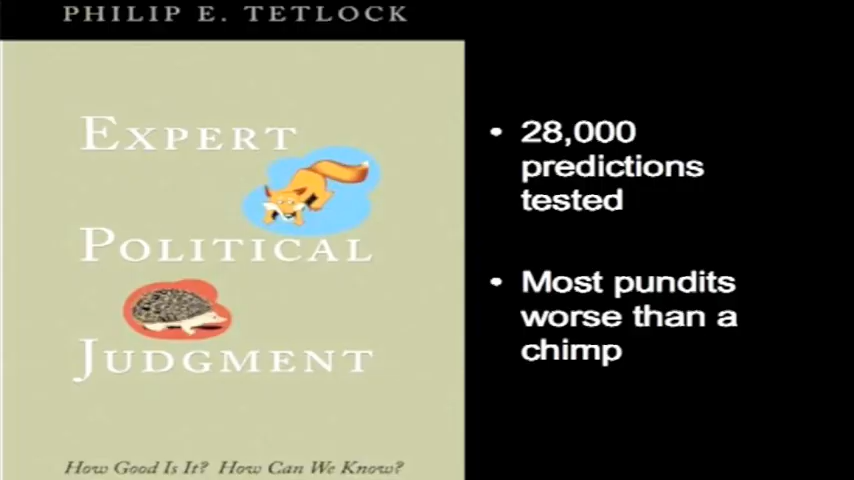 PHILIP E. TETLOCK
EXPERT
POLITICAL
JUDGMENT
How Good Is It? How Can We Know?
• 28,000
predictions
tested
• Most pundits
worse than a
chimp